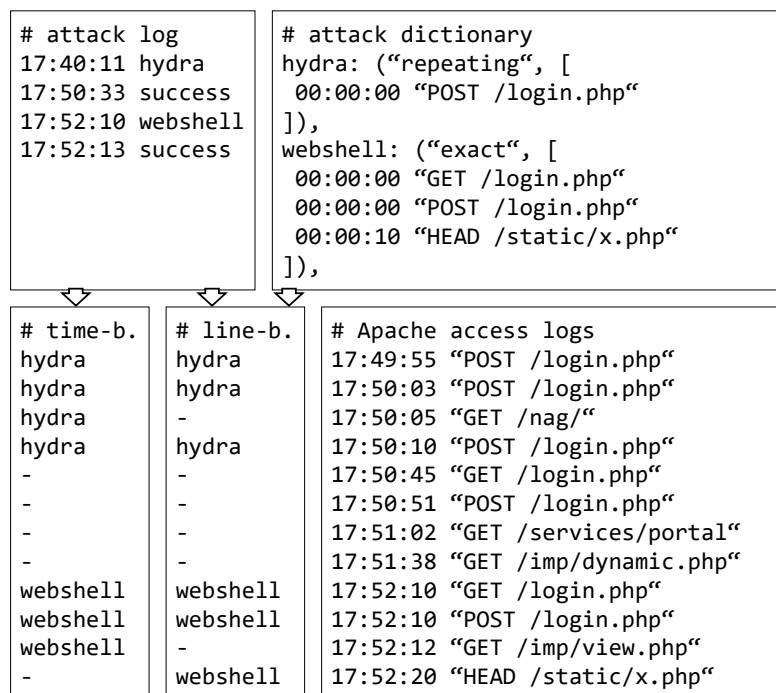 # attack log
17:40:11 hydra
17:50:33 success
17:52:10 webshell
17:52:13 success
# attack dictionary
hydra: (“repeating“, [
00:00:00 “POST /login.php“
]),
webshell: (“exact“, [
00:00:00 “GET /login.php“
00:00:00 “POST /login.php“
00:00:10 “HEAD /static/x.php“
]),
# time-b.
hydra
hydra
hydra
hydra
-
-
-
-
webshell
webshell
webshell
-
# line-b.
hydra
hydra
-
hydra
-
-
-
-
webshell
webshell
-
webshell
# Apache access logs
17:49:55 “POST /login.php“
17:50:03 “POST /login.php“
17:50:05 “GET /nag/“
17:50:10 “POST /login.php“
17:50:45 “GET /login.php“
17:50:51 “POST /login.php“
17:51:02 “GET /services/portal“
17:51:38 “GET /imp/dynamic.php“
17:52:10 “GET /login.php“
17:52:10 “POST /login.php“
17:52:12 “GET /imp/view.php“
17:52:20 “HEAD /static/x.php“